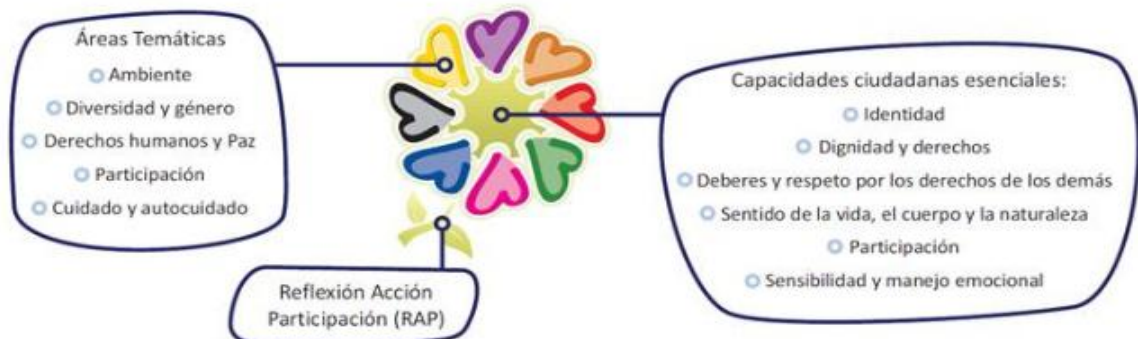 Áreas Temáticas
Ambiente
Diversidad y género
Derechos humanos y Paz
Participación
Cuidado y autocuidado
Reflexión Acción
Participación (RAP)
Capacidades ciudadanas esenciales:
Identidad
Dignidad y derechos
Deberes y respeto por los derechos de los demás
Sentido de la vida, el cuerpo y la naturaleza
Participación
Sensibilidad y manejo emocional